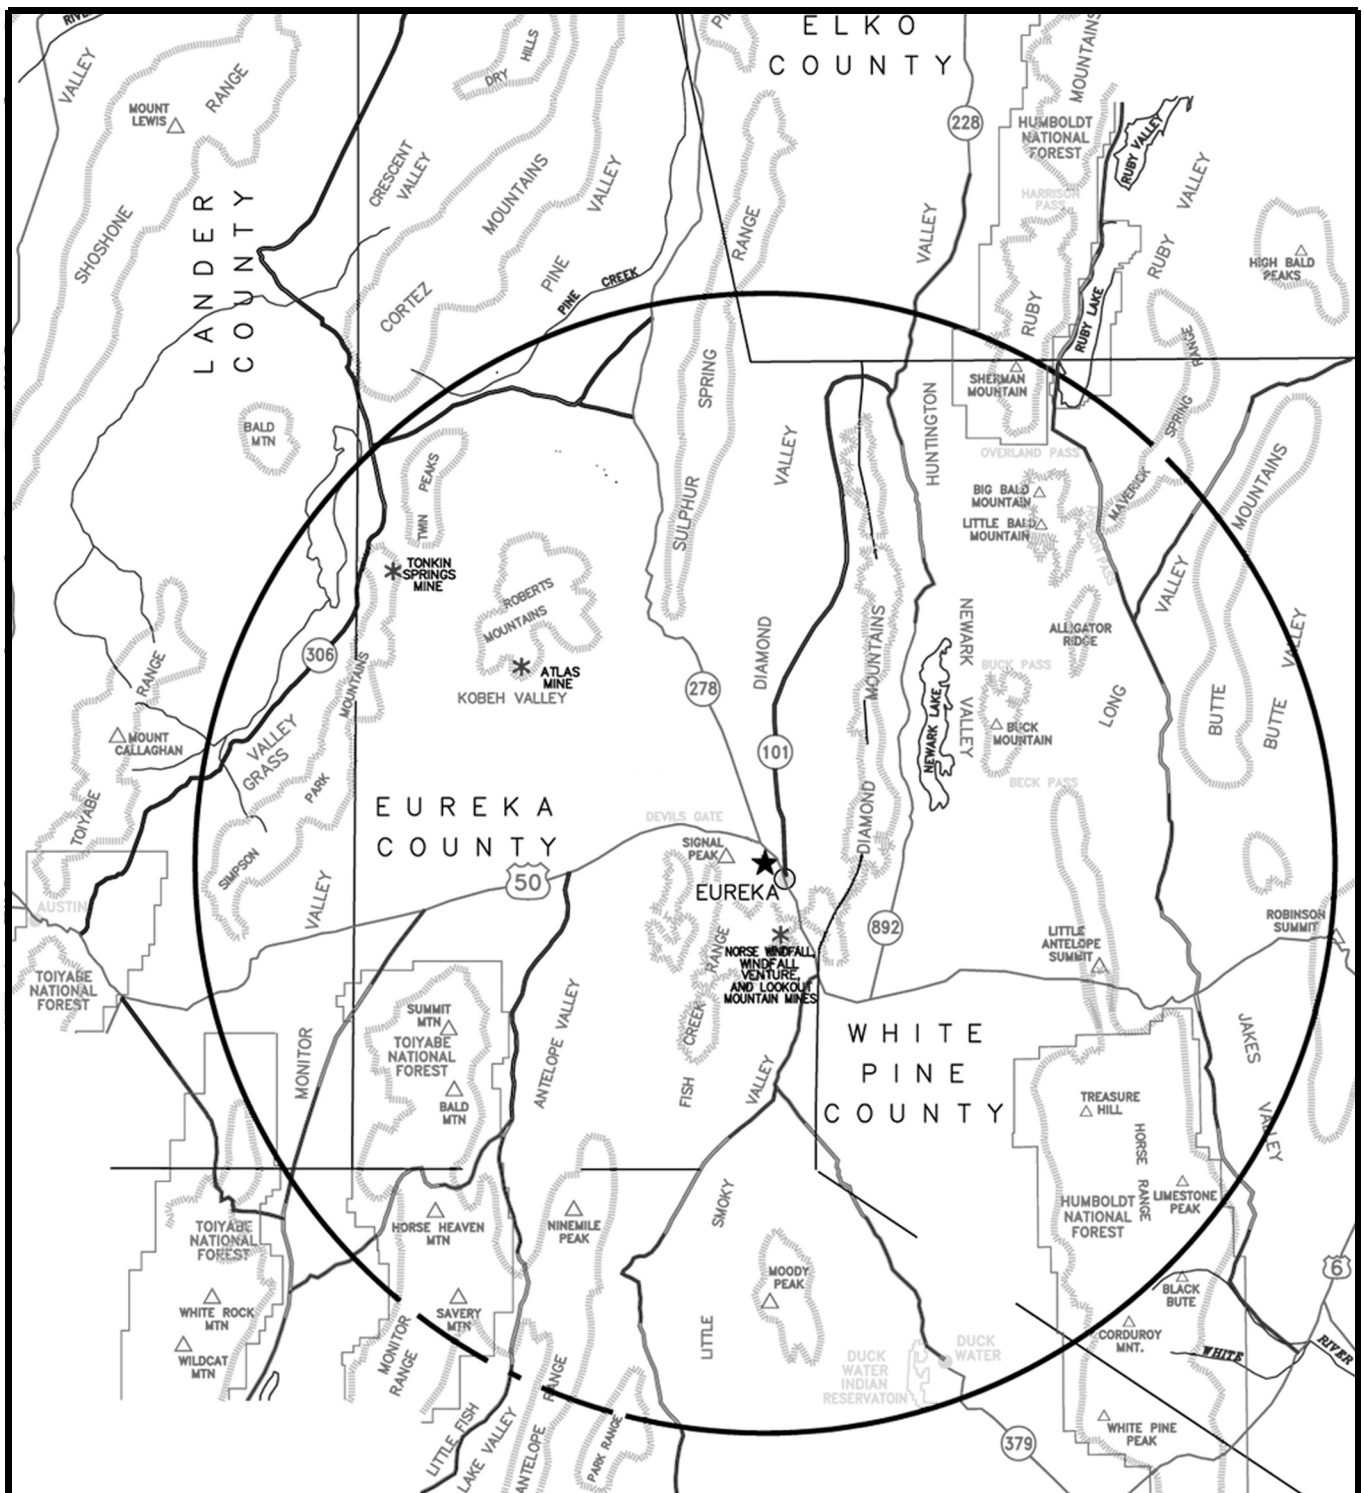 RIVER
VALLEY
MOUNT
LEWIS
RANGE
DRY
HILLS
ELKO
COUNTY
228
MOUNTAINS
HUMBOLDT
NATIONAL
FOREST
RUBY VALLEY
HARRISON
PASS
VALLEY
RUBY
HIGH BALD
PEAKS
SHOSHONE
LANDER
COUNTY
CRESCENT
VALLEY
MOUNTAINS
CORTEZ
VALLEY
PINE
PINE
CREEK
RANGE
SPRING
SULPHUR
VALLEY
RUBY
RUBY LAKE
SHERMAN
MOUNTAIN
RANGE
SPRING
MAVERICK
OVERLAND PASS
HUNTINGTON
BALD
MTN
PEAKS
TWIN
VALLEY
DIAMOND
BIG BALD
MOUNTAIN
LITTLE BALD
MOUNTAIN
MOUNTAINS
BUTTE
VALLEY
LONG
VALLEY
BUTTE
TONKIN
SPRINGS
MINE
ROBERTS
MOUNTAINS
ATLAS
MINE
KOBEH VALLEY
306
278
101
MOUNTAINS
DIAMOND
NEWARK
VALLEY
NEWARK LAKE
ALLIGATOR
RIDGE
BUCK PASS
BUCK
MOUNTAIN
BECK PASS
RANGE
TOIYABE
MOUNT
CALLAGHAN
VALLEY
GRASS
MOUNTAINS
PARK
SIMPSON
EUREKA
COUNTY
DEVILS GATE
SIGNAL
PEAK
EUREKA
50
VALLEY
MONITOR
AUSTIN
TOIYABE
NATIONAL
FOREST
892
LITTLE
ANTELOPE
SUMMIT
ROBINSON
SUMMIT
NORSE WINDFALL,
WINDFALL
VENTURE,
AND LOOKOUT
MOUNTAIN MINES
RANGE
CREEK
FISH
SUMMIT
MTN
TOIYABE
NATIONAL
FOREST
BALD
MTN
ANTELOPE VALLEY
WHITE
PINE
COUNTY
VALLEY
SMOKY
LITTLE
JAKES
VALLEY
TREASURE
HILL
HORSE
RANGE
HUMBOLDT
NATIONAL
FOREST
LIMESTONE
PEAK
TOIYABE
NATIONAL
FOREST
HORSE HEAVEN
MTN
NINEMILE
PEAK
MOODY
PEAK
6
BLACK
BUTE
WHITE ROCK
MTN
SAVERY
MTN
WILDCAT
MTN
MONITOR
RANGE
CORDUROY
MNT.
WHITE
RIVER
DUCK
WATER
DUCK
WATER
INDIAN
RESERVATOIN
RANGE
ANTELOPE
LITTLE FISH
LAKE VALLEY
PARK RANGE
379
WHITE PINE
PEAK